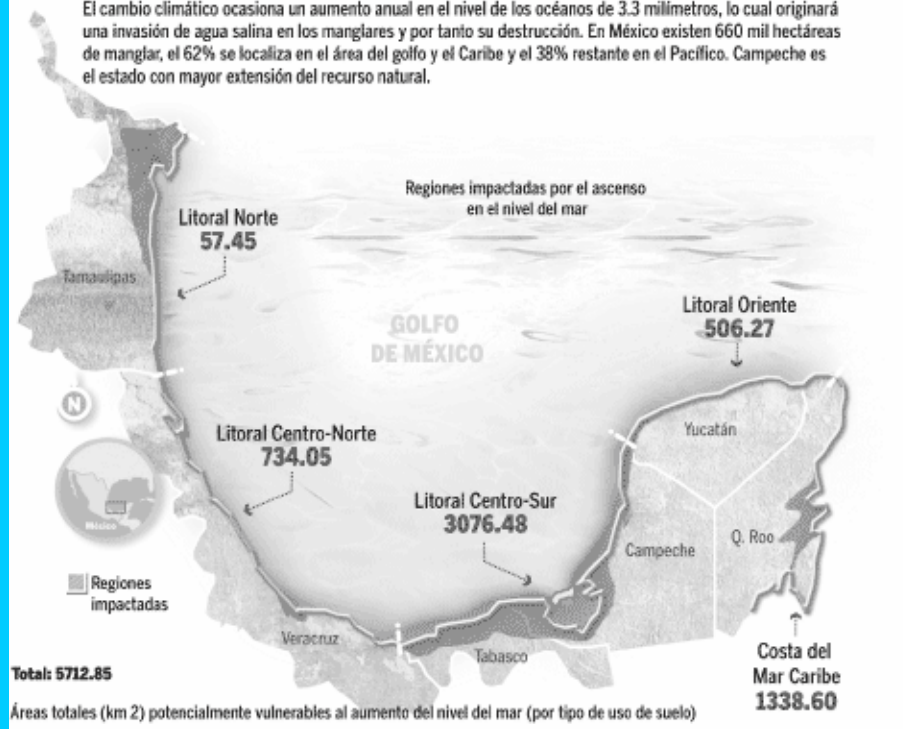 El cambio climático ocasiona un aumento anual en el nivel de los océanos de 3.3 milímetros, lo cual originará
una invasión de agua salina en los manglares y por tanto su destrucción. En México existen 660 mil hectáreas
de manglar, el 62% se localiza en el área del golfo y el Caribe y el 38% restante en el Pacífico. Campeche es
el estado con mayor extensión del recurso natural.
Regiones impactadas por el ascenso
en el nivel del mar
Litoral Norte
57.45
Tamaulipas
Litoral Oriente
506.27
GOLFO
DE MÉXICO
N
Yucatán
Litoral Centro-Norte
734.05
Litoral Centro-Sur
3076.48
México
Campeche
Q. Roo
Regiones
impactadas
Veracruz
Tabasco
Costa del
Mar Caribe
1338.60
Total: 5712.85
Áreas totales (km 2) potencialmente vulnerables al aumento del nivel del mar (por tipo de uso de suelo)